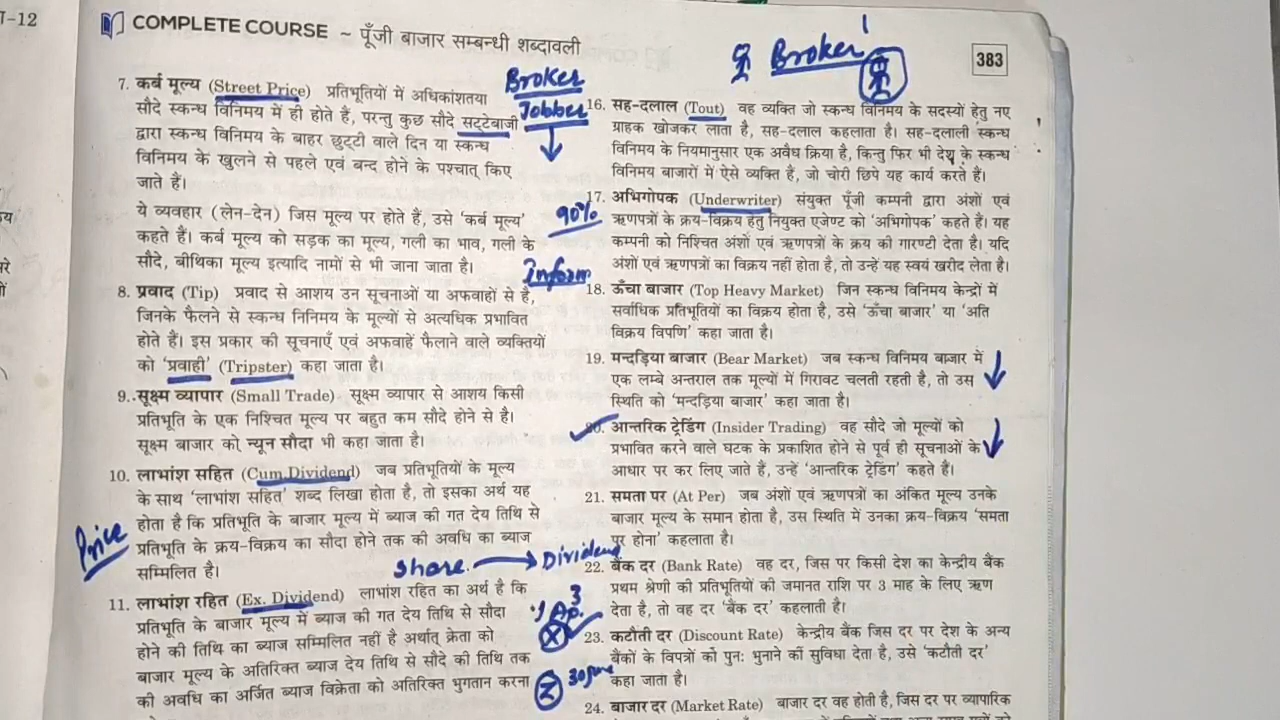 त-12
COMPLETE COURSE ~ पूँजी बाजार सम्बन्धी शब्दावली
Broker
383
7. कर्ब मूल्य (Street Price) प्रतिभूतियों में अधिकांशतया
सौदे स्कन्ध विनिमय में ही होते हैं, परन्तु कुछ सौदे सट्टेबाजी
द्वारा स्कन्ध विनिमय के बाहर छुट्टी वाले दिन या स्कन्ध
विनिमय के खुलने से पहले एवं बन्द होने के पश्चात् किए
जाते हैं।
Broker
Jobber
ये व्यवहार (लेन-देन) जिस मूल्य पर होते हैं, उसे 'कर्ब मूल्य'
कहते हैं। कर्ब मूल्य को सड़क का मूल्य, गली का भाव, गली के
सौदे, बीथिका मूल्य इत्यादि नामों से भी जाना जाता है।
90%
Inform
8. प्रवाद (Tip) प्रवाद से आशय उन सूचनाओं या अफवाहों से है,
जिनके फैलने से स्कन्ध निनिमय के मूल्यों से अत्यधिक प्रभावित
होते हैं। इस प्रकार की सूचनाएँ एवं अफवाहें फैलाने वाले व्यक्तियों
को 'प्रवाही' (Tripster) कहा जाता है।
9. सूक्ष्म व्यापार (Small Trade) सूक्ष्म व्यापार से आशय किसी
प्रतिभूति के एक निश्चित मूल्य पर बहुत कम सौदे होने से है।
सूक्ष्म बाजार को न्यून सौदा भी कहा जाता है।
10. लाभांश सहित (Cum Dividend) जब प्रतिभूतियों के मूल्य
के साथ 'लाभांश सहित' शब्द लिखा होता है, तो इसका अर्थ यह
होता है कि प्रतिभूति के बाजार मूल्य में ब्याज की गत देय तिथि से
प्रतिभूति के क्रय-विक्रय का सौदा होने तक की अवधि का ब्याज
सम्मिलित है।
Price
Share Dividend
11. लाभांश रहित (Ex. Dividend) लाभांश रहित का अर्थ है कि
प्रतिभूति के बाजार मूल्य में ब्याज की गत देय तिथि से सौदा
होने की तिथि का ब्याज सम्मिलित नहीं है अर्थात् क्रेता को
बाजार मूल्य के अतिरिक्त ब्याज देय तिथि से सौदे की तिथि तक
की अवधि का अर्जित ब्याज विक्रेता को अतिरिक्त भुगतान करना
3
X
Z
16. सह-दलाल (Tout) वह व्यक्ति जो स्कन्ध विनिमय के सदस्यों हेतु नए
ग्राहक खोजकर लाता है, सह-दलाल कहलाता है। सह-दलाली स्कन्ध
विनिमय के नियमानुसार एक अवैध क्रिया है, किन्तु फिर भी देश के स्कन्ध
विनिमय बाजारों में ऐसे व्यक्ति हैं, जो चोरी छिपे यह कार्य करते हैं।
17. अभिगोपक (Underwriter) संयुक्त पूँजी कम्पनी द्वारा अंशों एवं
ऋणपत्रों के क्रय-विक्रय हेतु नियुक्त एजेण्ट को 'अभिगोपक' कहते हैं। यह
कम्पनी को निश्चित अंशों एवं ऋणपत्रों के क्रय की गारण्टी देता है। यदि
अंशों एवं ऋणपत्रों का विक्रय नहीं होता है, तो उन्हें यह स्वयं खरीद लेता है।
18. ऊँचा बाजार (Top Heavy Market) जिन स्कन्ध विनिमय केन्द्रों में
सर्वाधिक प्रतिभूतियों का विक्रय होता है, उसे 'ऊँचा बाजार' या 'अति
विक्रय विपणि' कहा जाता है।
19. मन्दड़िया बाजार (Bear Market) जब स्कन्ध विनिमय बाजार में
एक लम्बे अन्तराल तक मूल्यों में गिरावट चलती रहती है, तो उस
स्थिति को 'मन्दड़िया बाजार' कहा जाता है।
20. आन्तरिक ट्रेडिंग (Insider Trading) वह सौदे जो मूल्यों को
प्रभावित करने वाले घटक के प्रकाशित होने से पूर्व ही सूचनाओं के
आधार पर कर लिए जाते हैं, उन्हें 'आन्तरिक ट्रेडिंग' कहते हैं।
21. समता पर (At Per) जब अंशों एवं ऋणपत्रों का अंकित मूल्य उनके
बाजार मूल्य के समान होता है, उस स्थिति में उनका क्रय-विक्रय 'समता
पर होना' कहलाता है।
22. बैंक दर (Bank Rate) वह दर, जिस पर किसी देश का केन्द्रीय बैंक
प्रथम श्रेणी की प्रतिभूतियों की जमानत राशि पर 3 माह के लिए ऋण
देता है, तो वह दर 'बैंक दर' कहलाती है।
23. कटौती दर (Discount Rate) केन्द्रीय बैंक जिस दर पर देश के अन्य
बैंकों के विपत्रों को पुनः भुनाने की सुविधा देता है, उसे 'कटौती दर'
कहा जाता है।
24. बाजार दर (Market Rate) बाजार दर वह होती है, जिस दर पर व्यापारिक